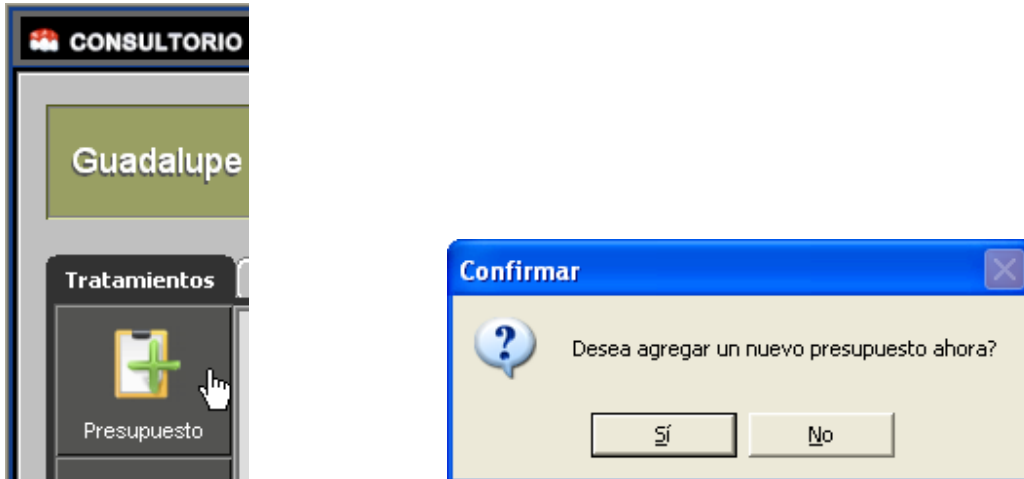 CONSULTORIO
Guadalupe
Tratamientos
Presupuesto
Confirmar
Desea agregar un nuevo presupuesto ahora?
Sí
No